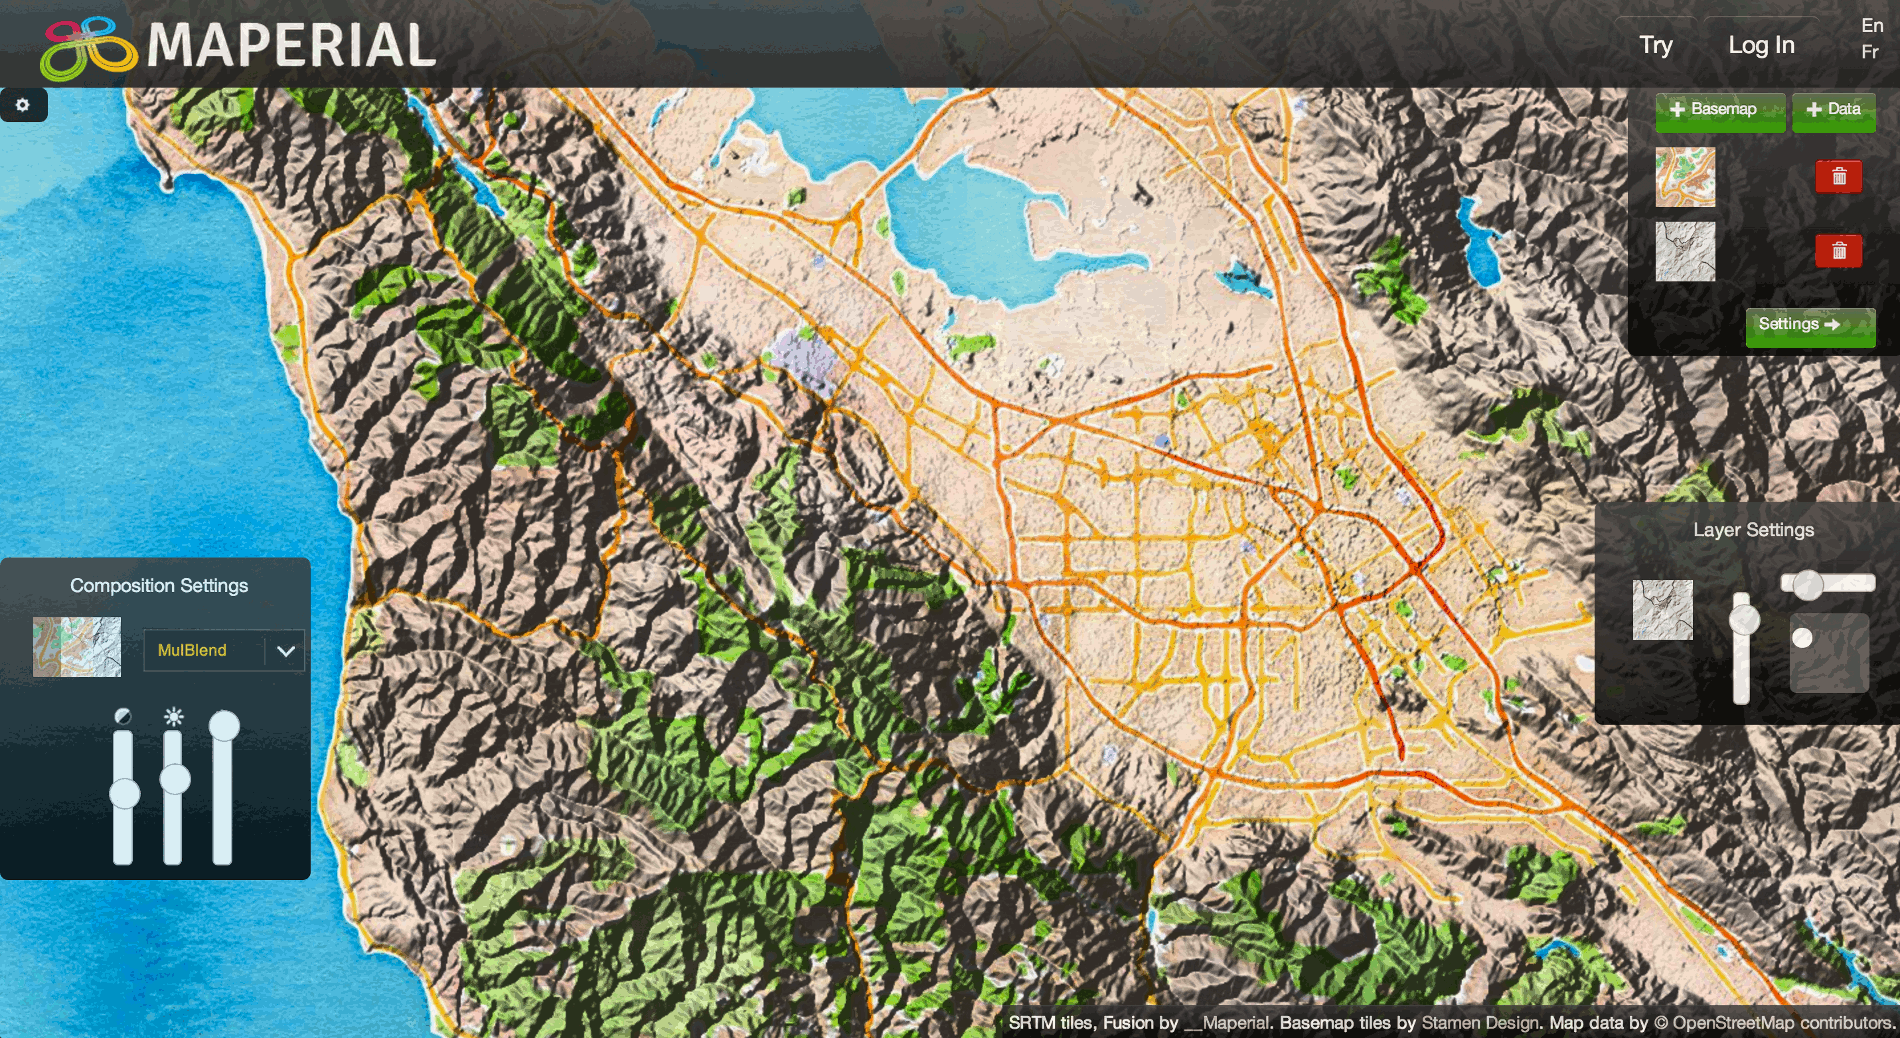 MAPERIAL
Try
Log In
En
Fr
+ Basemap
+ Data
Settings
Layer Settings
Composition Settings
MulBlend
SRTM tiles, Fusion by __Maperial. Basemap tiles by Stamen Design. Map data by © OpenStreetMap contributors.